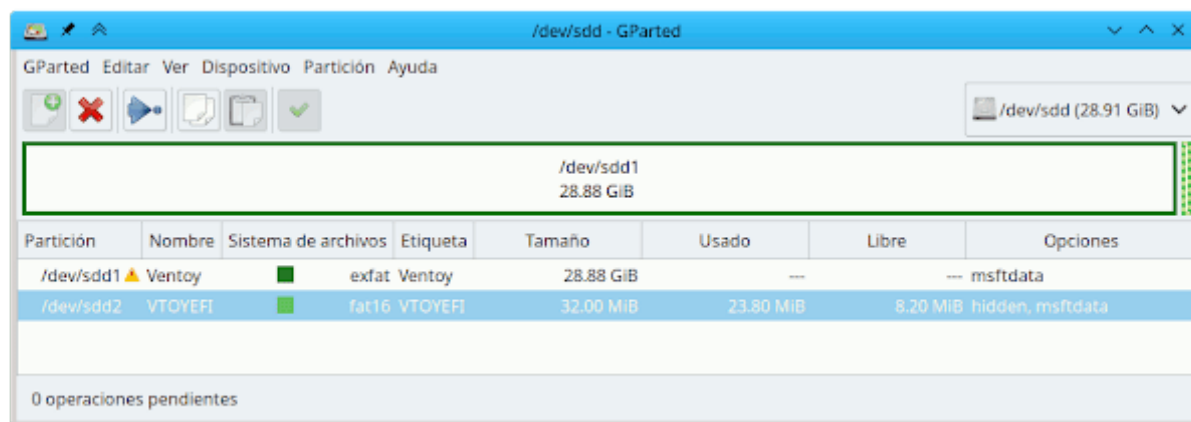 /dev/sdd - GParted
GParted Editar Ver Dispositivo Partición Ayuda
/dev/sdd (28.91 GiB)
/dev/sdd1
28.88 GiB
Partición Nombre Sistema de archivos Etiqueta Tamaño Usado Libre Opciones
/dev/sdd1 Ventoy exfat Ventoy 28.88 GiB --- --- msftdata
/dev/sdd2 VTOYEFI fat16 VTOYEFI 32.00 MiB 23.80 MiB 8.20 MiB hidden, msftdata
0 operaciones pendientes